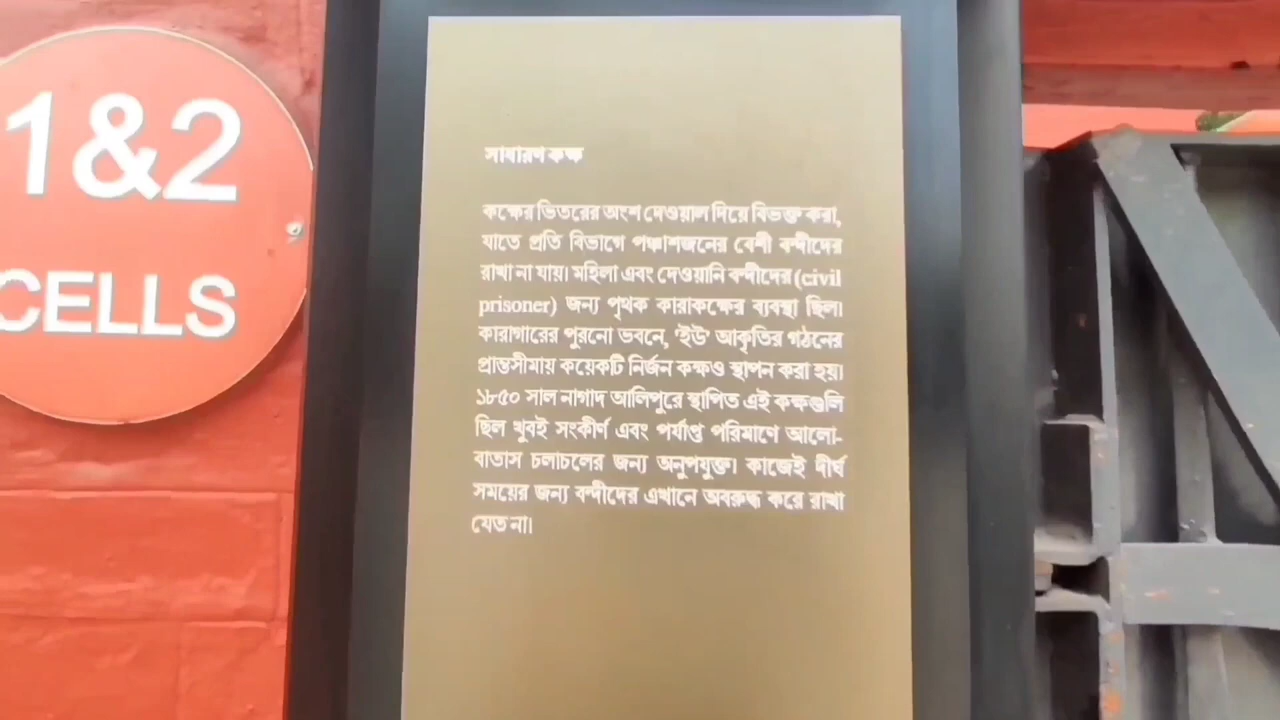 1&2
CELLS
সাধারণ কক্ষ
কক্ষের ভিতরের অংশ দেওয়াল দিয়ে বিভক্ত করা,
যাতে প্রতি বিভাগে পঞ্চাশজনের বেশী বন্দীদের
রাখা না যায়। মহিলা এবং দেওয়ানি বন্দীদের (civil
prisoner) জন্য পৃথক কারাকক্ষের ব্যবস্থা ছিল।
কারাগারের পুরনো ভবনে, ‘ইউ’ আকৃতির গঠনের
প্রান্তসীমায় কয়েকটি নির্জন কক্ষও স্থাপন করা হয়।
১৮৫০ সাল নাগাদ আলিপুরে স্থাপিত এই কক্ষগুলি
ছিল খুবই সংকীর্ণ এবং পর্যাপ্ত পরিমাণে আলো-
বাতাস চলাচলের জন্য অনুপযুক্ত। কাজেই দীর্ঘ
সময়ের জন্য বন্দীদের এখানে অবরুদ্ধ করে রাখা
যেত না।